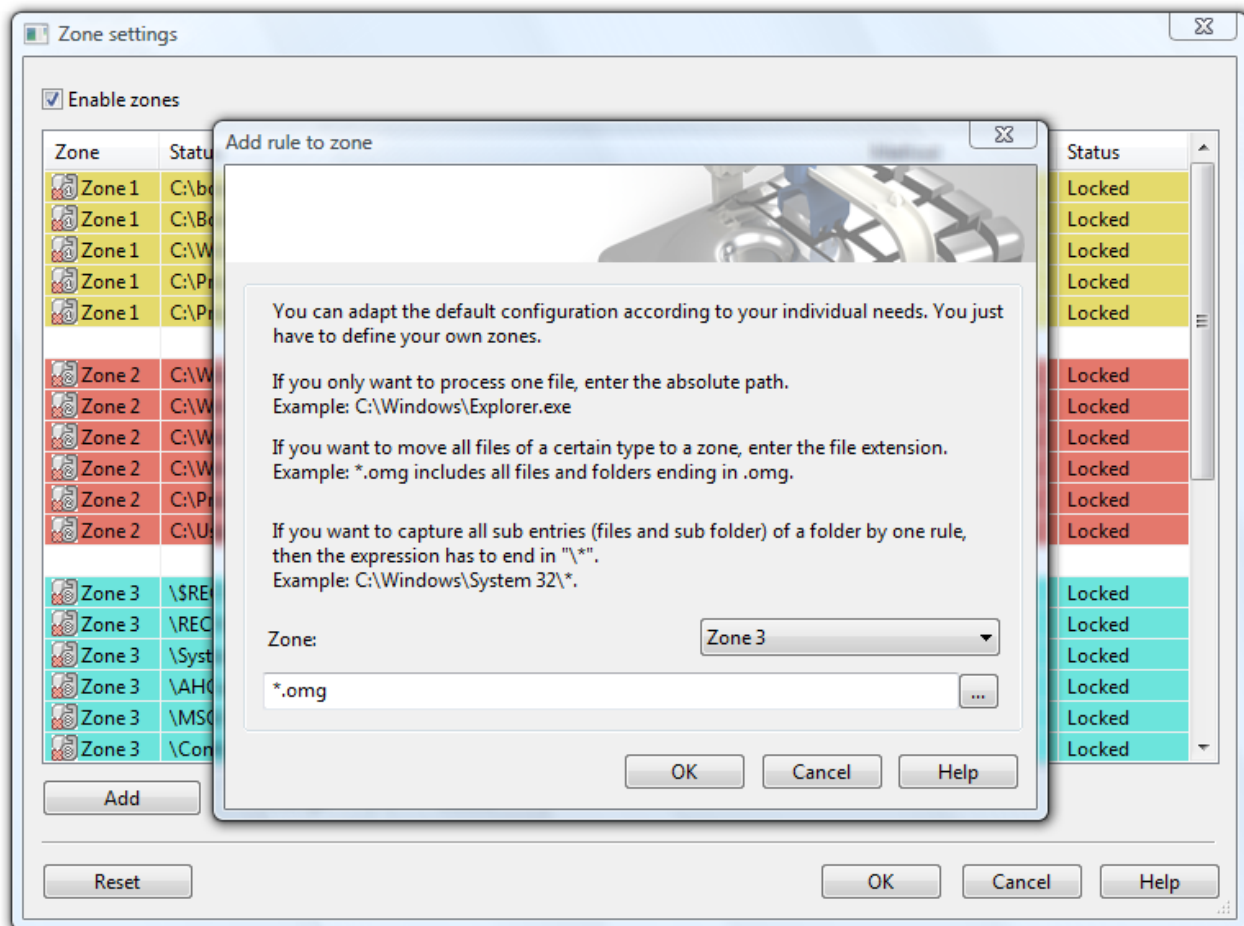 Zone settings
Enable zones
Add rule to zone
Zone Statu Status
Zone 1 C:\bo Locked
Zone 1 C:\Bo Locked
Zone 1 C:\W Locked
Zone 1 C:\Pr Locked
Zone 1 C:\Pr Locked
Zone 2 C:\W Locked
Zone 2 C:\W Locked
Zone 2 C:\W Locked
Zone 2 C:\W Locked
Zone 2 C:\Pr Locked
Zone 2 C:\Us Locked
Zone 3 \$REC Locked
Zone 3 \REC Locked
Zone 3 \Syst Locked
Zone 3 \AHC Locked
Zone 3 \MSO Locked
Zone 3 \Con Locked
You can adapt the default configuration according to your individual needs. You just
have to define your own zones.
If you only want to process one file, enter the absolute path.
Example: C:\Windows\Explorer.exe
If you want to move all files of a certain type to a zone, enter the file extension.
Example: *.omg includes all files and folders ending in .omg.
If you want to capture all sub entries (files and sub folder) of a folder by one rule,
then the expression has to end in "\*".
Example: C:\Windows\System 32\*.
Zone: Zone 3
*.omg ...
OK Cancel Help
Add
Reset OK Cancel Help